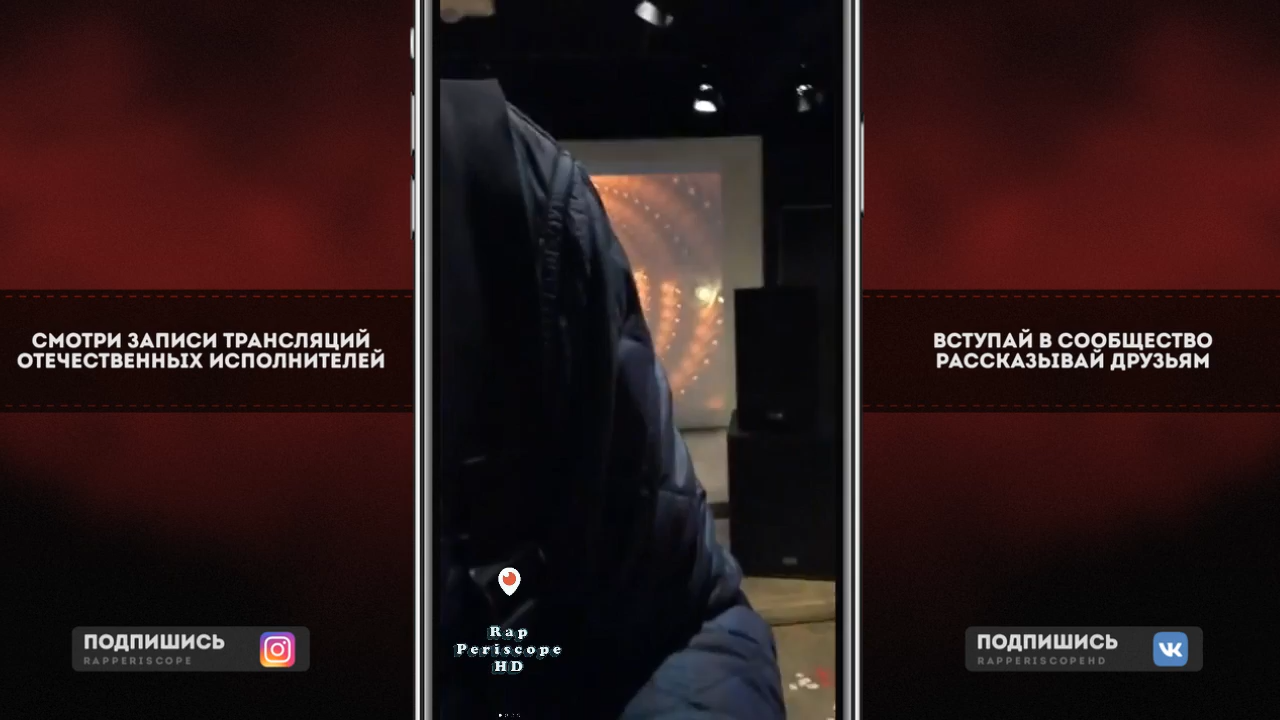 СМОТРИ ЗАПИСИ ТРАНСЛЯЦИЙ
ОТЕЧЕСТВЕННЫХ ИСПОЛНИТЕЛЕЙ
ВСТУПАЙ В СООБЩЕСТВО
РАССКАЗЫВАЙ ДРУЗЬЯМ
Rap
Periscope
HD
ПОДПИШИСЬ
RAPPERISCOPE
ПОДПИШИСЬ
RAPPERISCOPEHD